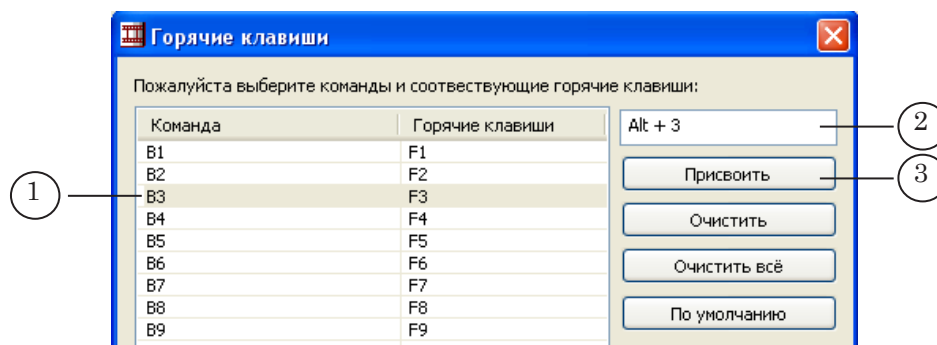 Горячие клавиши
Пожалуйста выберите команды и соотвествующие горячие клавиши:
Команда Горячие клавиши Alt + 3 2
B1 F1
B2 F2 Присвоить 3
1 B3 F3
B4 F4 Очистить
B5 F5
B6 F6 Очистить всё
B7 F7
B8 F8 По умолчанию
B9 F9